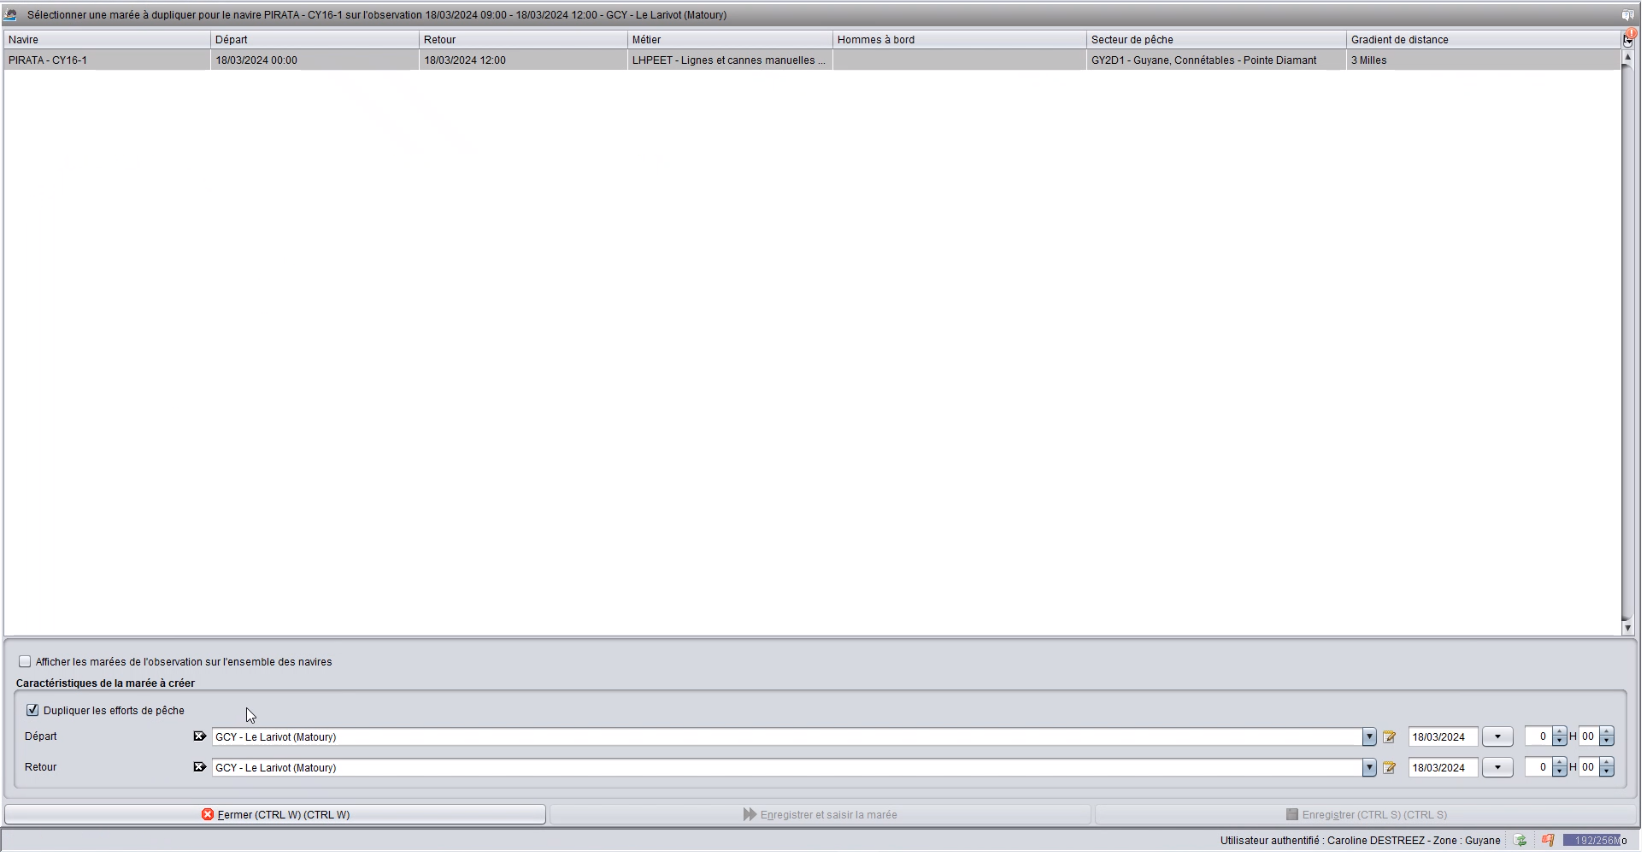 Sélectionner une marée à dupliquer pour le navire PIRATA - CY16-1 sur l'observation 18/03/2024 09:00 - 18/03/2024 12:00 - GCY - Le Larivot (Matoury)
Navire Départ Retour Métier Hommes à bord Secteur de pêche Gradient de distance
PIRATA - CY16-1 18/03/2024 00:00 18/03/2024 12:00 LHPEET - Lignes et cannes manuelles ... GY2D1 - Guyane, Connétables - Pointe Diamant 3 Milles
Afficher les marées de l'observation sur l'ensemble des navires
Caractéristiques de la marée à créer
Dupliquer les efforts de pêche
Départ GCY - Le Larivot (Matoury) 18/03/2024 0 H 00
Retour GCY - Le Larivot (Matoury) 18/03/2024 0 H 00
Fermer (CTRL W) (CTRL W) Enregistrer et saisir la marée Enregistrer (CTRL S) (CTRL S)
Utilisateur authentifié : Caroline DESTREEZ - Zone : Guyane 192/256Mo